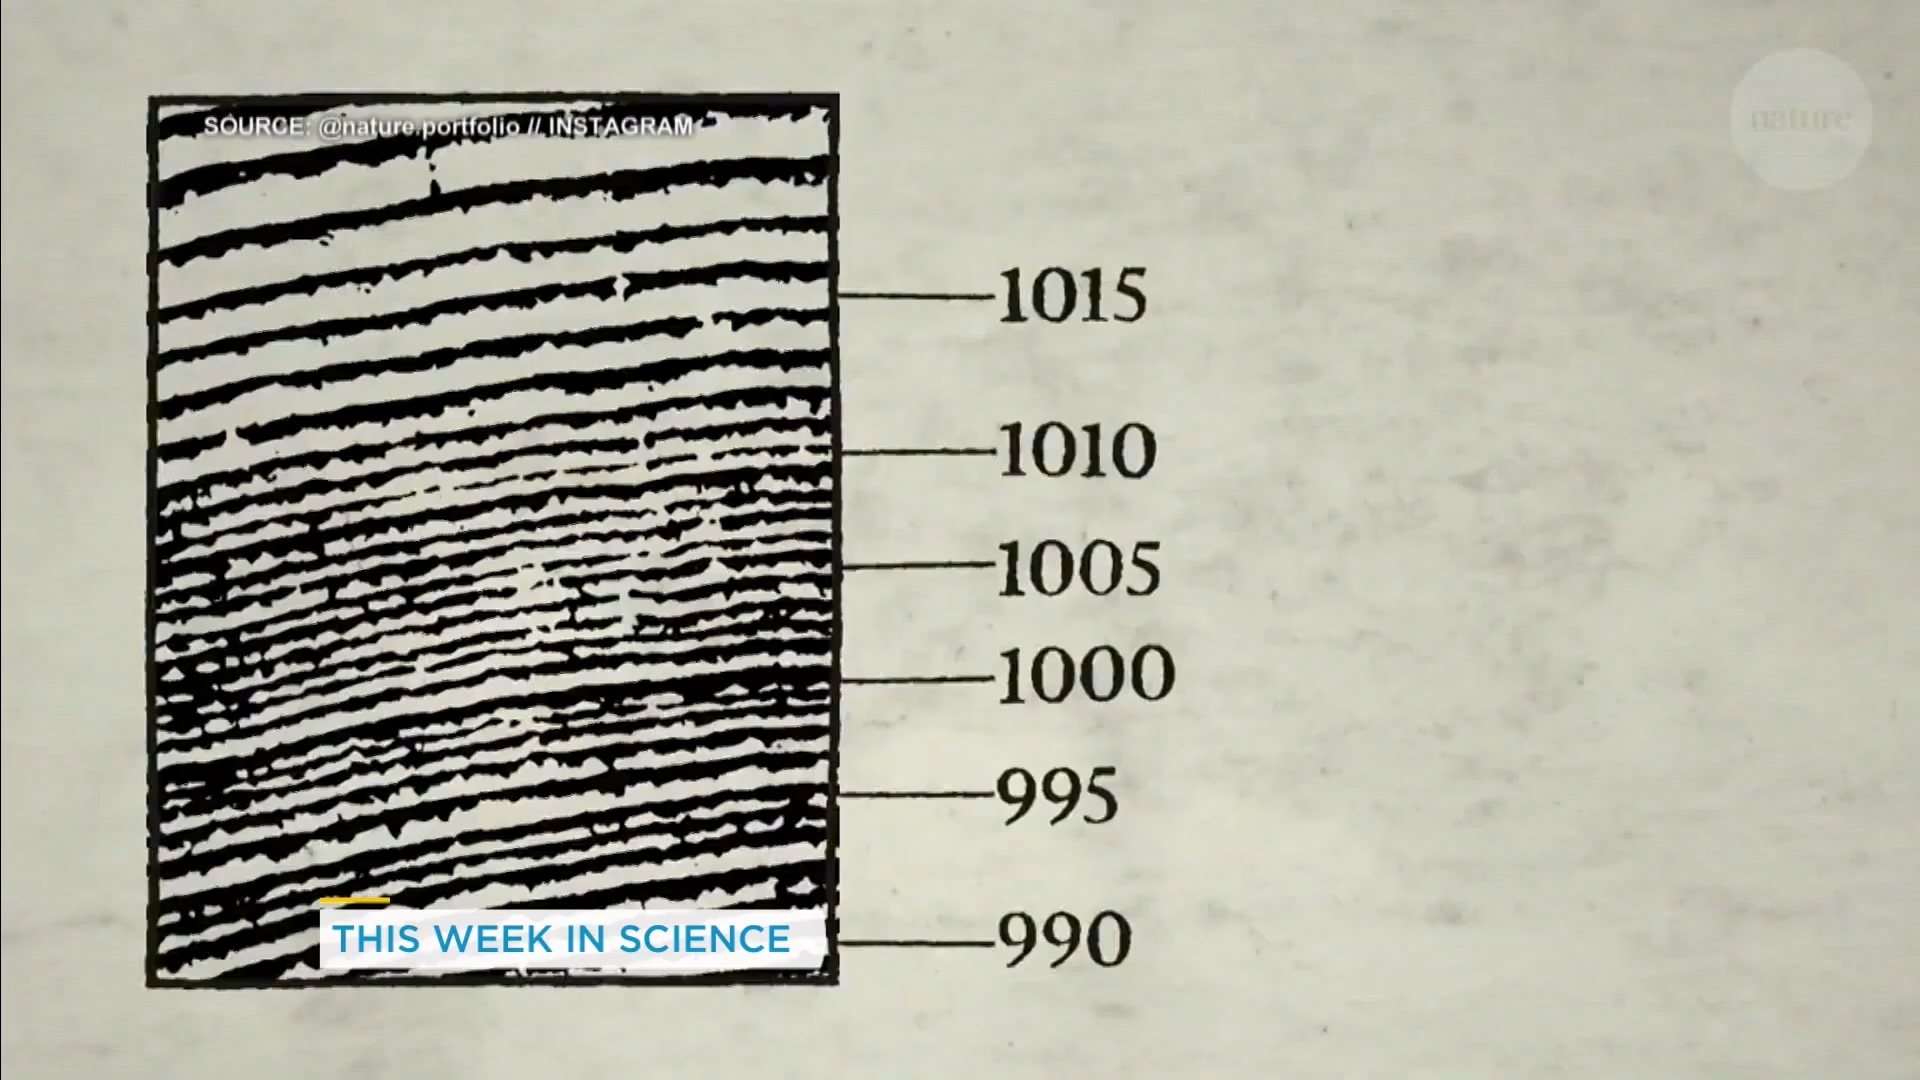 SOURCE: @nature.portfolio // INSTAGRAM
nature
1015
1010
1005
1000
995
990
THIS WEEK IN SCIENCE